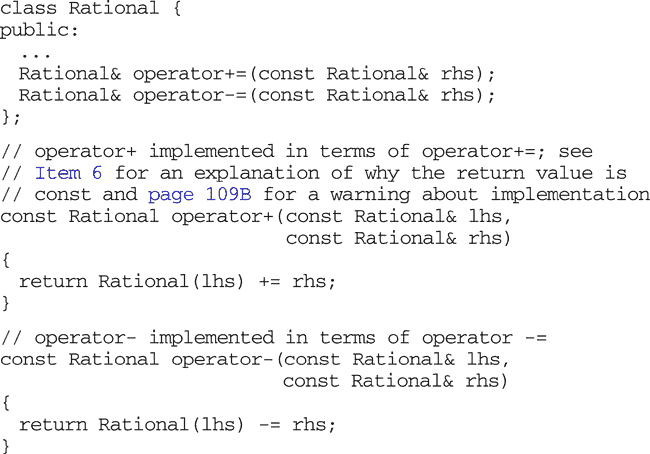 class Rational {
public:
  ...
  Rational& operator+=(const Rational& rhs);
  Rational& operator-=(const Rational& rhs);
};
// operator+ implemented in terms of operator+=; see
// Item 6 for an explanation of why the return value is
// const and page 109B for a warning about implementation
const Rational operator+(const Rational& lhs,
                         const Rational& rhs)
{
  return Rational(lhs) += rhs;
}
// operator- implemented in terms of operator -=
const Rational operator-(const Rational& lhs,
                         const Rational& rhs)
{
  return Rational(lhs) -= rhs;
}